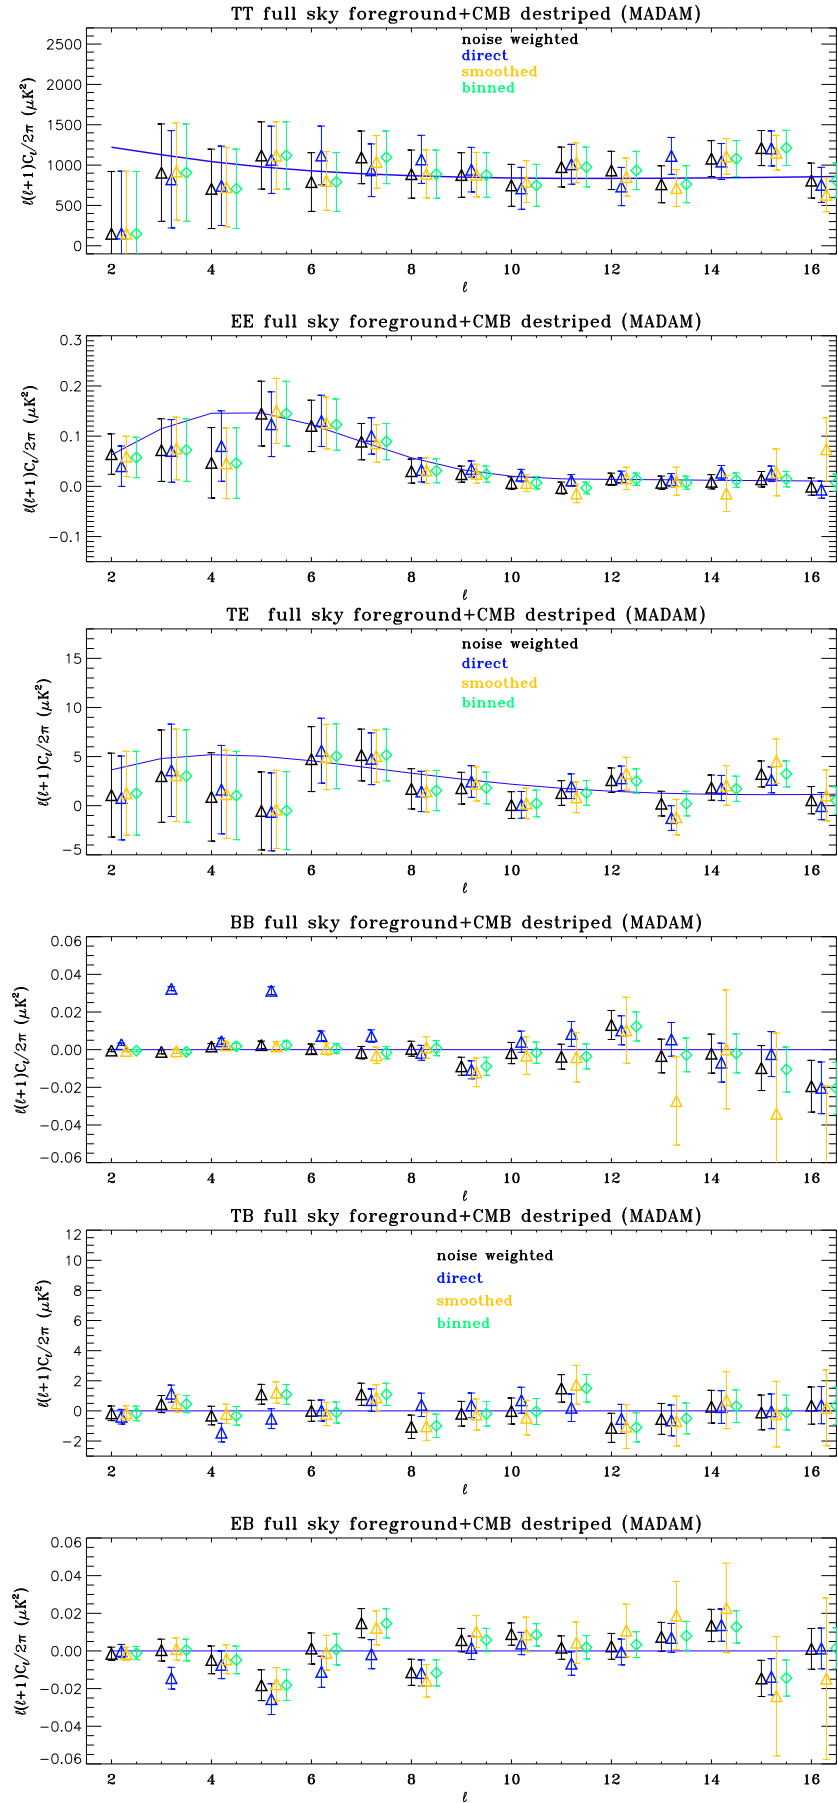 TT full sky foreground+CMB destriped (MADAM)
noise weighted
direct
smoothed
binned
ℓ(ℓ+1)Cℓ/2π (μK²)
2500
2000
1500
1000
500
0
2 4 6 8 10 12 14 16
ℓ
EE full sky foreground+CMB destriped (MADAM)
ℓ(ℓ+1)Cℓ/2π (μK²)
0.3
0.2
0.1
0.0
−0.1
2 4 6 8 10 12 14 16
ℓ
TE full sky foreground+CMB destriped (MADAM)
noise weighted
direct
smoothed
binned
ℓ(ℓ+1)Cℓ/2π (μK²)
15
10
5
0
−5
2 4 6 8 10 12 14 16
ℓ
BB full sky foreground+CMB destriped (MADAM)
ℓ(ℓ+1)Cℓ/2π (μK²)
0.06
0.04
0.02
0.00
−0.02
−0.04
−0.06
2 4 6 8 10 12 14 16
ℓ
TB full sky foreground+CMB destriped (MADAM)
noise weighted
direct
smoothed
binned
ℓ(ℓ+1)Cℓ/2π (μK²)
12
10
8
6
4
2
0
−2
2 4 6 8 10 12 14 16
ℓ
EB full sky foreground+CMB destriped (MADAM)
ℓ(ℓ+1)Cℓ/2π (μK²)
0.06
0.04
0.02
0.00
−0.02
−0.04
−0.06
2 4 6 8 10 12 14 16
ℓ